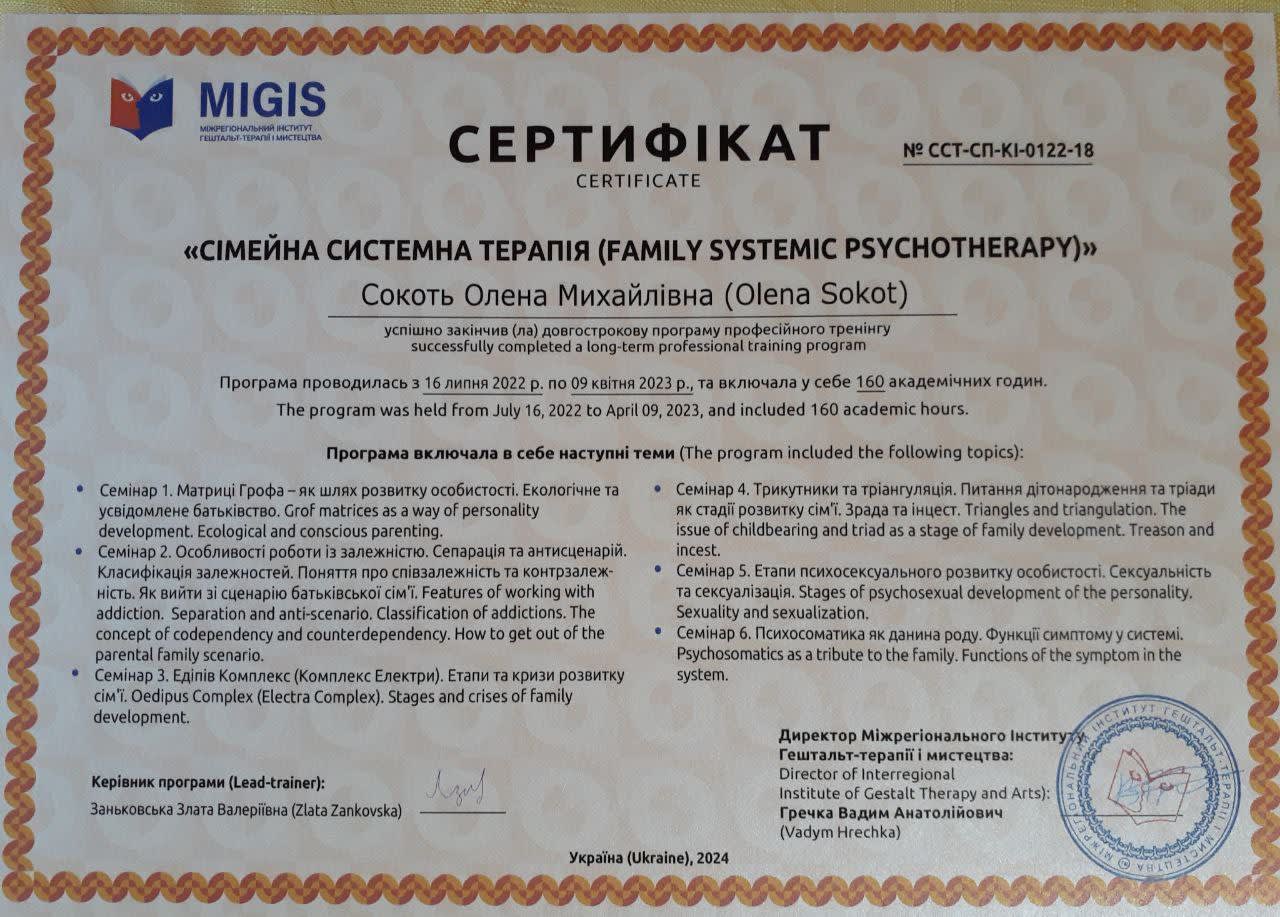 MIGIS
МІЖРЕГІОНАЛЬНИЙ ІНСТИТУТ
ГЕШТАЛЬТ-ТЕРАПІЇ І МИСТЕЦТВА
СЕРТИФІКАТ
CERTIFICATE
№ ССТ-СП-КІ-0122-18
«СІМЕЙНА СИСТЕМНА ТЕРАПІЯ (FAMILY SYSTEMIC PSYCHOTHERAPY)»
Сокоть Олена Михайлівна (Olena Sokot)
успішно закінчив (ла) довгострокову програму професійного тренінгу
successfully completed a long-term professional training program
Програма проводилась з 16 липня 2022 р. по 09 квітня 2023 р., та включала у себе 160 академічних годин.
The program was held from July 16, 2022 to April 09, 2023, and included 160 academic hours.
Програма включала в себе наступні теми (The program included the following topics):
• Семінар 1. Матриці Грофа – як шлях розвитку особистості. Екологічне та
усвідомлене батьківство. Grof matrices as a way of personality
development. Ecological and conscious parenting.
• Семінар 2. Особливості роботи із залежністю. Сепарація та антисценарій.
Класифікація залежностей. Поняття про співзалежність та контрзалеж-
ність. Як вийти зі сценарію батьківської сім'ї. Features of working with
addiction. Separation and anti-scenario. Classification of addictions. The
concept of codependency and counterdependency. How to get out of the
parental family scenario.
• Семінар 3. Едіпів Комплекс (Комплекс Електри). Етапи та кризи розвитку
сім'ї. Oedipus Complex (Electra Complex). Stages and crises of family
development.
• Семінар 4. Трикутники та тріангуляція. Питання дітонародження та тріади
як стадії розвитку сім'ї. Зрада та інцест. Triangles and triangulation. The
issue of childbearing and triad as a stage of family development. Treason and
incest.
• Семінар 5. Етапи психосексуального розвитку особистості. Сексуальність
та сексуалізація. Stages of psychosexual development of the personality.
Sexuality and sexualization.
• Семінар 6. Психосоматика як данина роду. Функції симптому у системі.
Psychosomatics as a tribute to the family. Functions of the symptom in the
system.
Керівник програми (Lead-trainer):
Заньковська Злата Валеріївна (Zlata Zankovska)
Директор Міжрегіонального Інституту
Гештальт-терапії і мистецтва:
Director of Interregional
Institute of Gestalt Therapy and Arts):
Гречка Вадим Анатолійович
(Vadym Hrechka)
МІЖРЕГІОНАЛЬНИЙ ІНСТИТУТ ГЕШТАЛЬТ-ТЕРАПІЇ І МИСТЕЦТВА
Україна (Ukraine), 2024